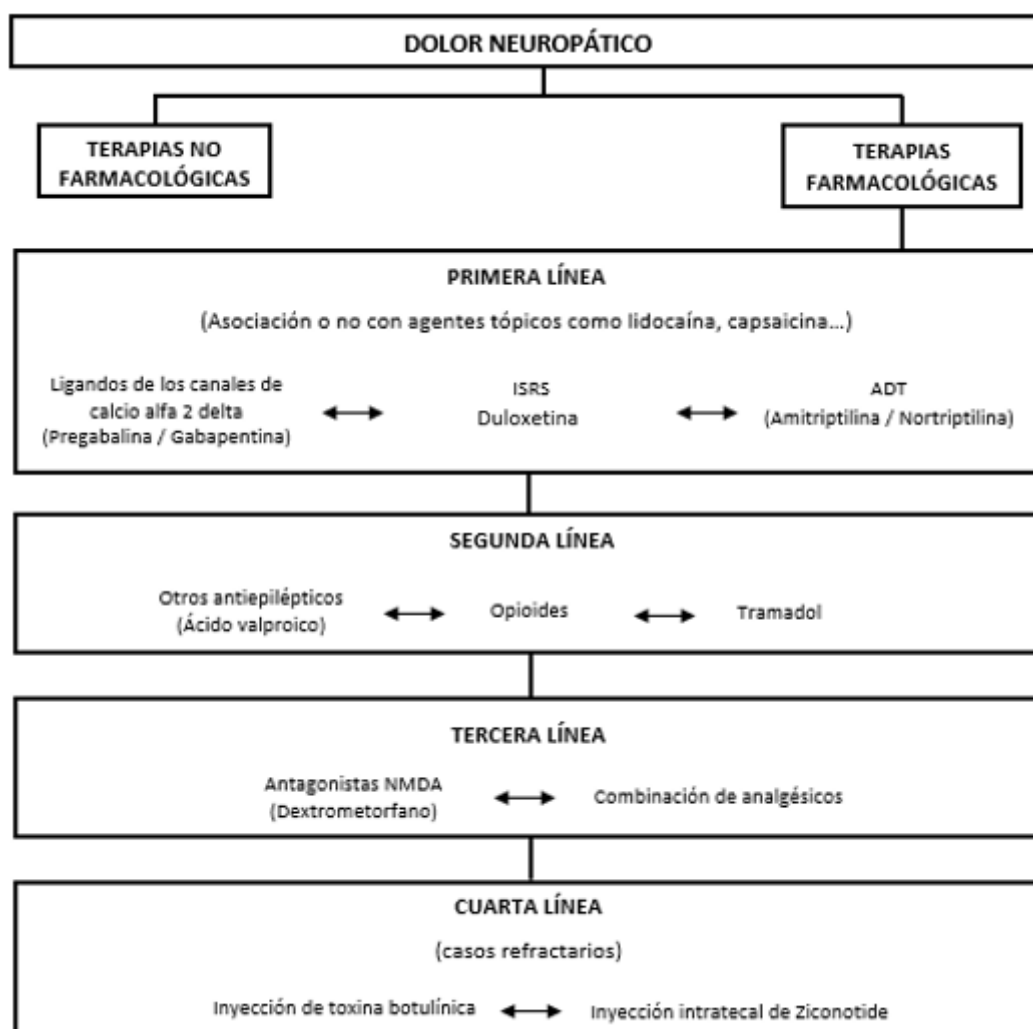 DOLOR NEUROPÁTICO
TERAPIAS NO
FARMACOLÓGICAS
TERAPIAS
FARMACOLÓGICAS
PRIMERA LÍNEA
(Asociación o no con agentes tópicos como lidocaína, capsaicina...)
Ligandos de los canales de
calcio alfa 2 delta
(Pregabalina / Gabapentina)
ISRS
Duloxetina
ADT
(Amitriptilina / Nortriptilina)
SEGUNDA LÍNEA
Otros antiepilépticos
(Ácido valproico)
Opioides
Tramadol
TERCERA LÍNEA
Antagonistas NMDA
(Dextrometorfano)
Combinación de analgésicos
CUARTA LÍNEA
(casos refractarios)
Inyección de toxina botulínica
Inyección intratecal de Ziconotide